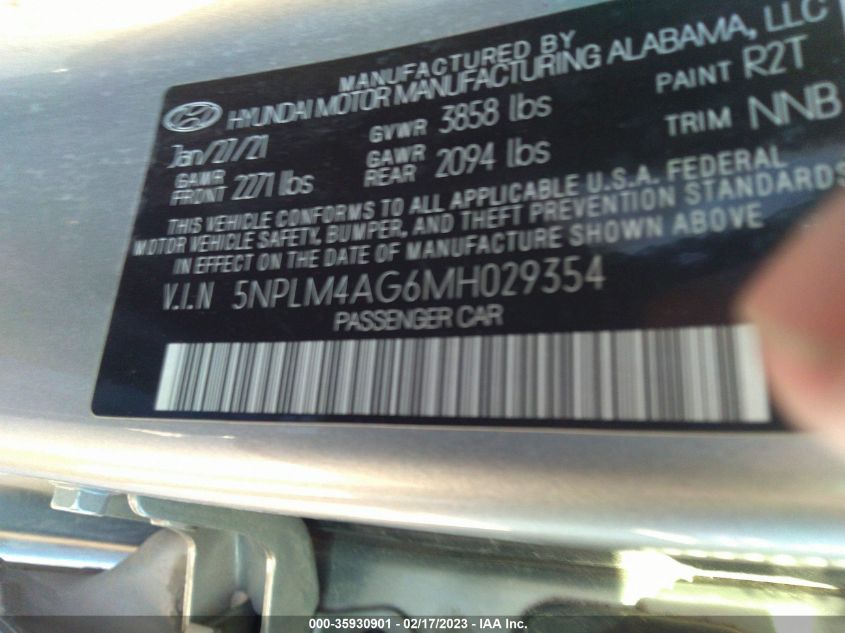 MANUFACTURED BY
HYUNDAI MOTOR MANUFACTURING ALABAMA, LLC
Jan/27/21 GVWR 3858 lbs PAINT R2T
GAWR FRONT 2271 lbs GAWR REAR 2094 lbs TRIM NNB
THIS VEHICLE CONFORMS TO ALL APPLICABLE U.S.A. FEDERAL
MOTOR VEHICLE SAFETY, BUMPER, AND THEFT PREVENTION STANDARDS
IN EFFECT ON THE DATE OF MANUFACTURE SHOWN ABOVE
V.I.N 5NPLM4AG6MH029354
PASSENGER CAR
000-35930901 - 02/17/2023 - IAA Inc.